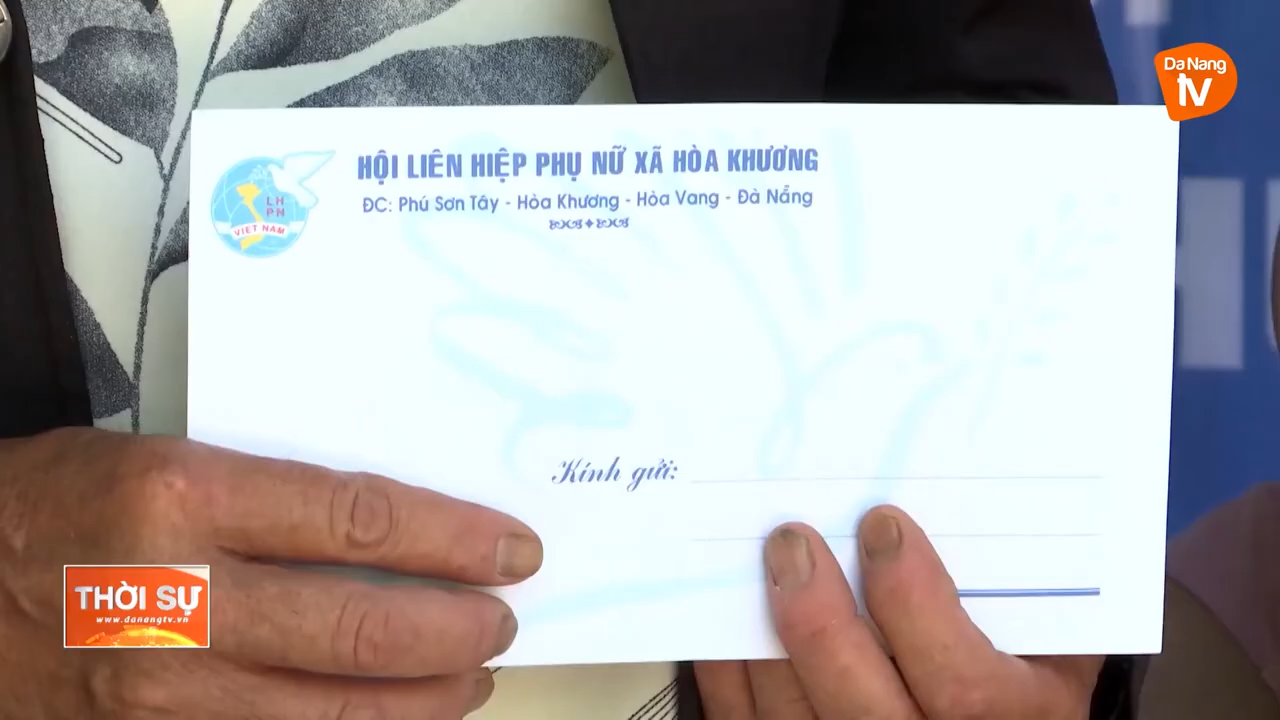 Da Nang
tv
HỘI LIÊN HIỆP PHỤ NỮ XÃ HÒA KHƯƠNG
ĐC: Phú Sơn Tây - Hòa Khương - Hòa Vang - Đà Nẵng
LH
PN
VIỆT NAM
Kính gửi:
THỜI SỰ
www.danangtv.vn